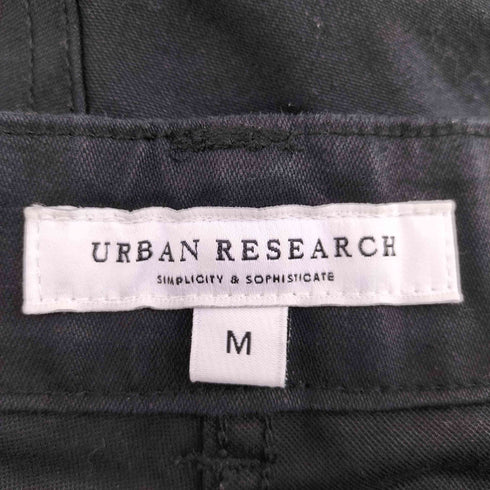 URBAN RESEARCH
SIMPLICITY & SOPHISTICATE
M